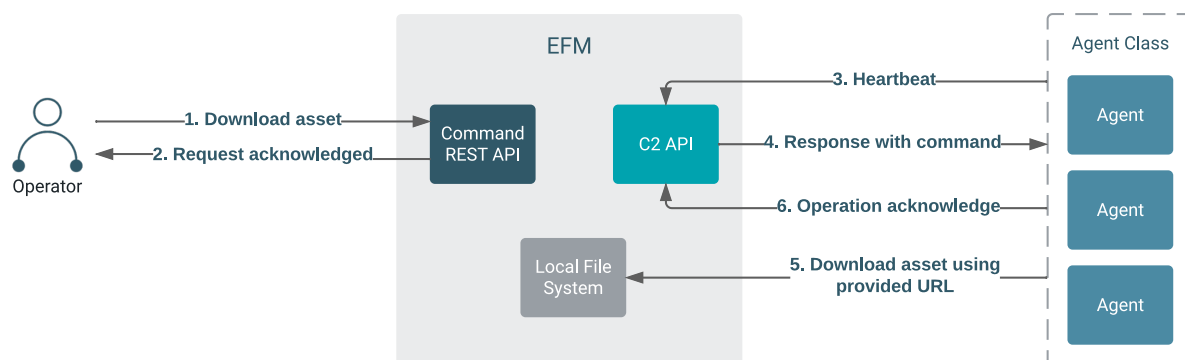 EFM
Agent Class
3. Heartbeat
Agent
1. Download asset
Command
REST API
C2 API
4. Response with command
2. Request acknowledged
Operator
6. Operation acknowledge
Agent
Local File
System
5. Download asset using
provided URL
Agent